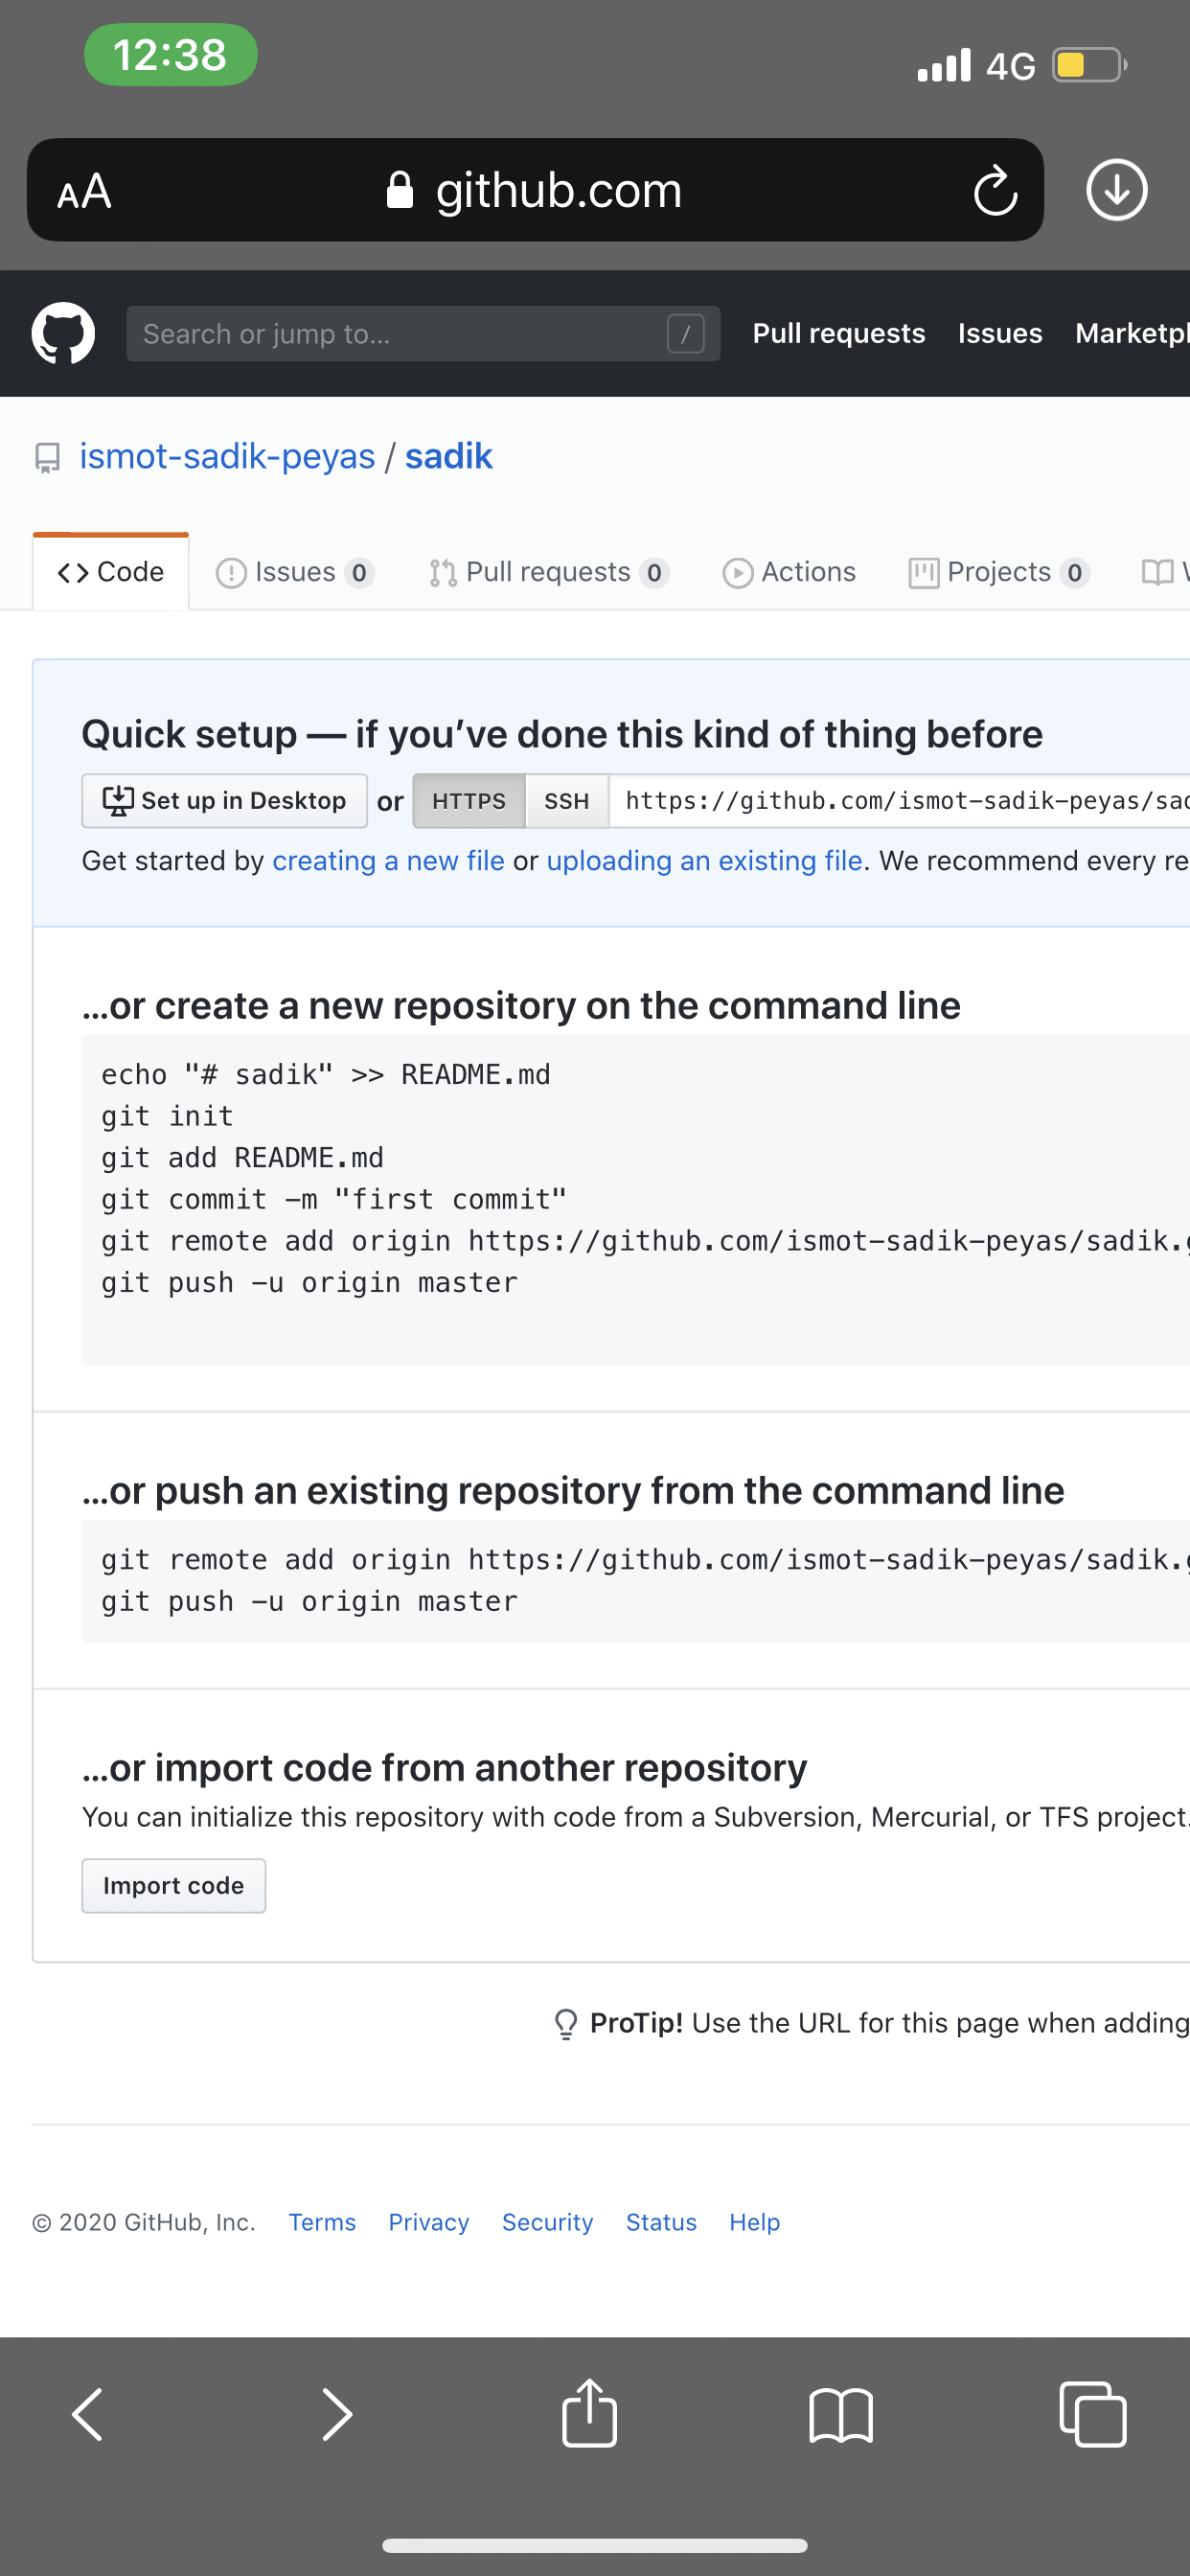 12:38
4G
AA
github.com
Search or jump to...
/
Pull requests
Issues
Marketpl
ismot-sadik-peyas / sadik
Code
Issues 0
Pull requests 0
Actions
Projects 0
Quick setup — if you’ve done this kind of thing before
Set up in Desktop or HTTPS SSH https://github.com/ismot-sadik-peyas/sad
Get started by creating a new file or uploading an existing file. We recommend every re
…or create a new repository on the command line
echo "# sadik" >> README.md
git init
git add README.md
git commit -m "first commit"
git remote add origin https://github.com/ismot-sadik-peyas/sadik.g
git push -u origin master
…or push an existing repository from the command line
git remote add origin https://github.com/ismot-sadik-peyas/sadik.g
git push -u origin master
…or import code from another repository
You can initialize this repository with code from a Subversion, Mercurial, or TFS project.
Import code
ProTip! Use the URL for this page when adding
© 2020 GitHub, Inc. Terms Privacy Security Status Help